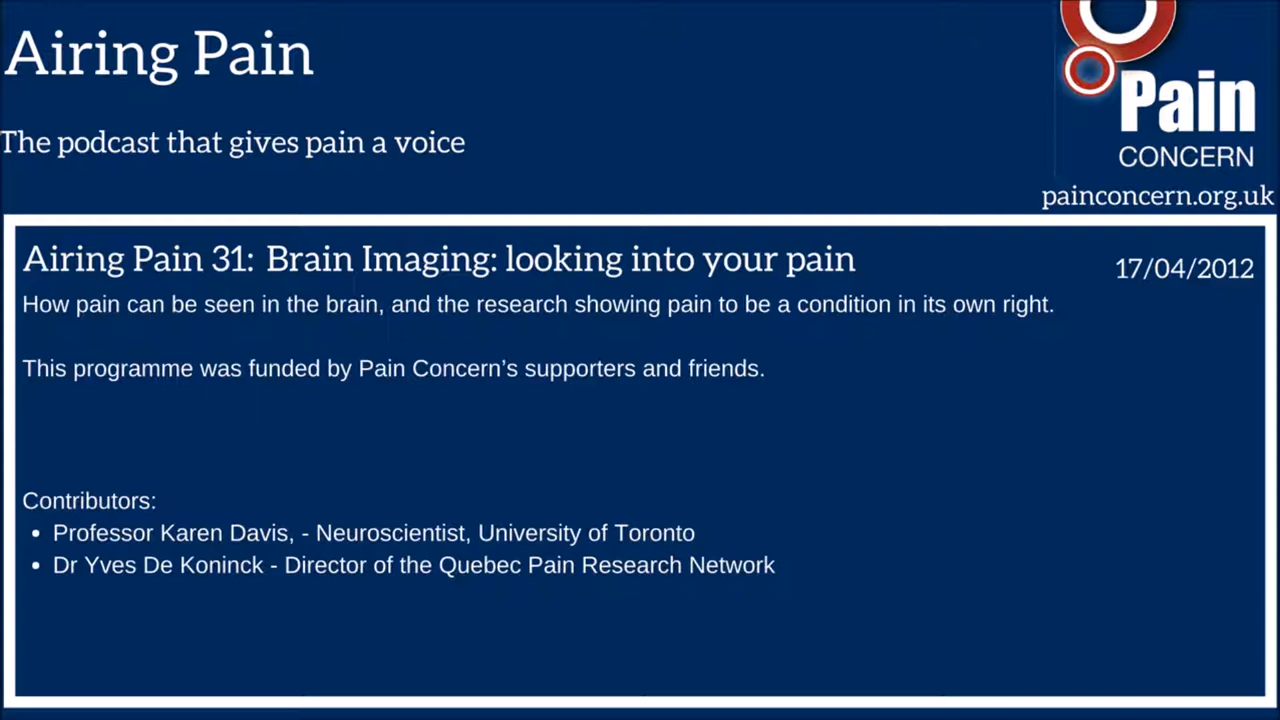 Airing Pain
The podcast that gives pain a voice
Pain
CONCERN
painconcern.org.uk
Airing Pain 31: Brain Imaging: looking into your pain
17/04/2012
How pain can be seen in the brain, and the research showing pain to be a condition in its own right.
This programme was funded by Pain Concern’s supporters and friends.
Contributors:
• Professor Karen Davis, - Neuroscientist, University of Toronto
• Dr Yves De Koninck - Director of the Quebec Pain Research Network